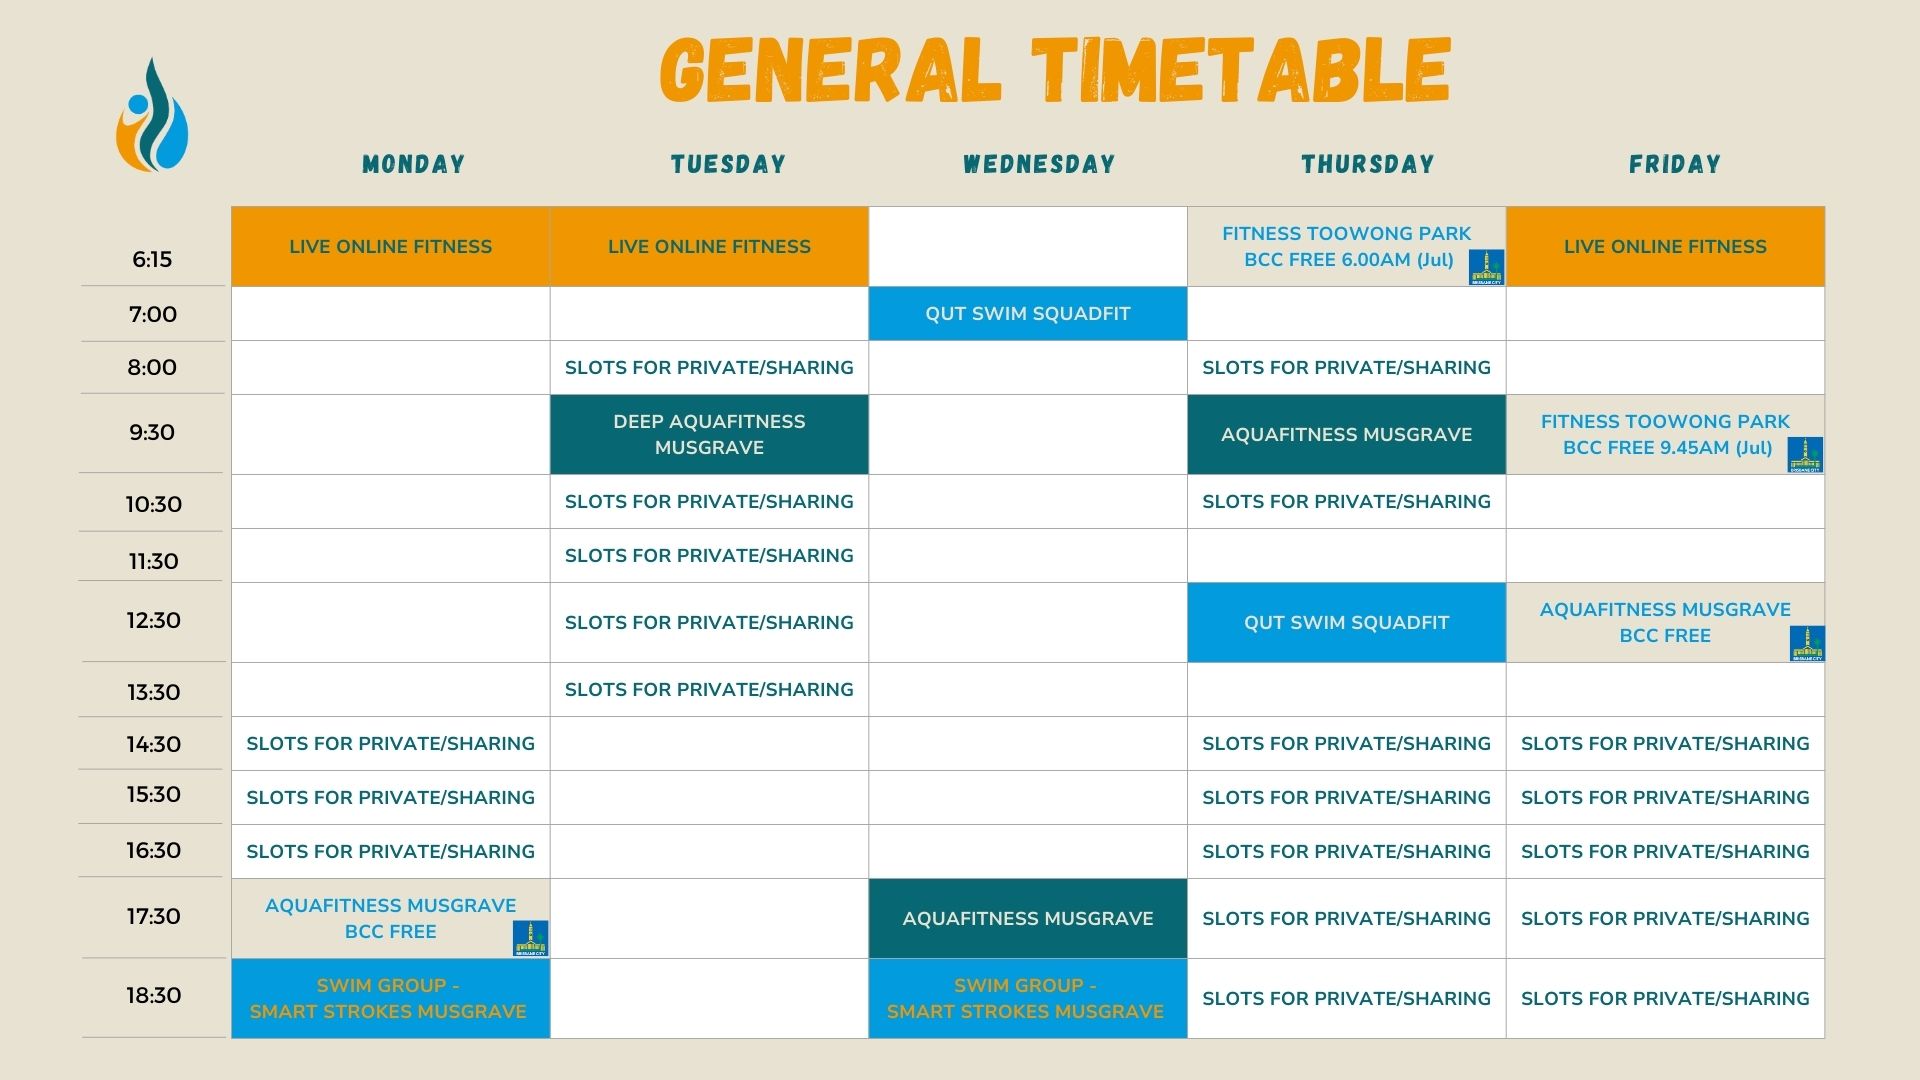 GENERAL TIMETABLE
MONDAY TUESDAY WEDNESDAY THURSDAY FRIDAY
6:15
LIVE ONLINE FITNESS
LIVE ONLINE FITNESS
FITNESS TOOWONG PARK
BCC FREE 6.00AM (Jul)
BRISBANE CITY
LIVE ONLINE FITNESS
7:00
QUT SWIM SQUADFIT
8:00
SLOTS FOR PRIVATE/SHARING
SLOTS FOR PRIVATE/SHARING
9:30
DEEP AQUAFITNESS
MUSGRAVE
AQUAFITNESS MUSGRAVE
FITNESS TOOWONG PARK
BCC FREE 9.45AM (Jul)
BRISBANE CITY
10:30
SLOTS FOR PRIVATE/SHARING
SLOTS FOR PRIVATE/SHARING
11:30
SLOTS FOR PRIVATE/SHARING
12:30
SLOTS FOR PRIVATE/SHARING
QUT SWIM SQUADFIT
AQUAFITNESS MUSGRAVE
BCC FREE
BRISBANE CITY
13:30
SLOTS FOR PRIVATE/SHARING
14:30
SLOTS FOR PRIVATE/SHARING
SLOTS FOR PRIVATE/SHARING
SLOTS FOR PRIVATE/SHARING
15:30
SLOTS FOR PRIVATE/SHARING
SLOTS FOR PRIVATE/SHARING
SLOTS FOR PRIVATE/SHARING
16:30
SLOTS FOR PRIVATE/SHARING
SLOTS FOR PRIVATE/SHARING
SLOTS FOR PRIVATE/SHARING
17:30
AQUAFITNESS MUSGRAVE
BCC FREE
BRISBANE CITY
AQUAFITNESS MUSGRAVE
SLOTS FOR PRIVATE/SHARING
SLOTS FOR PRIVATE/SHARING
18:30
SWIM GROUP -
SMART STROKES MUSGRAVE
SWIM GROUP -
SMART STROKES MUSGRAVE
SLOTS FOR PRIVATE/SHARING
SLOTS FOR PRIVATE/SHARING